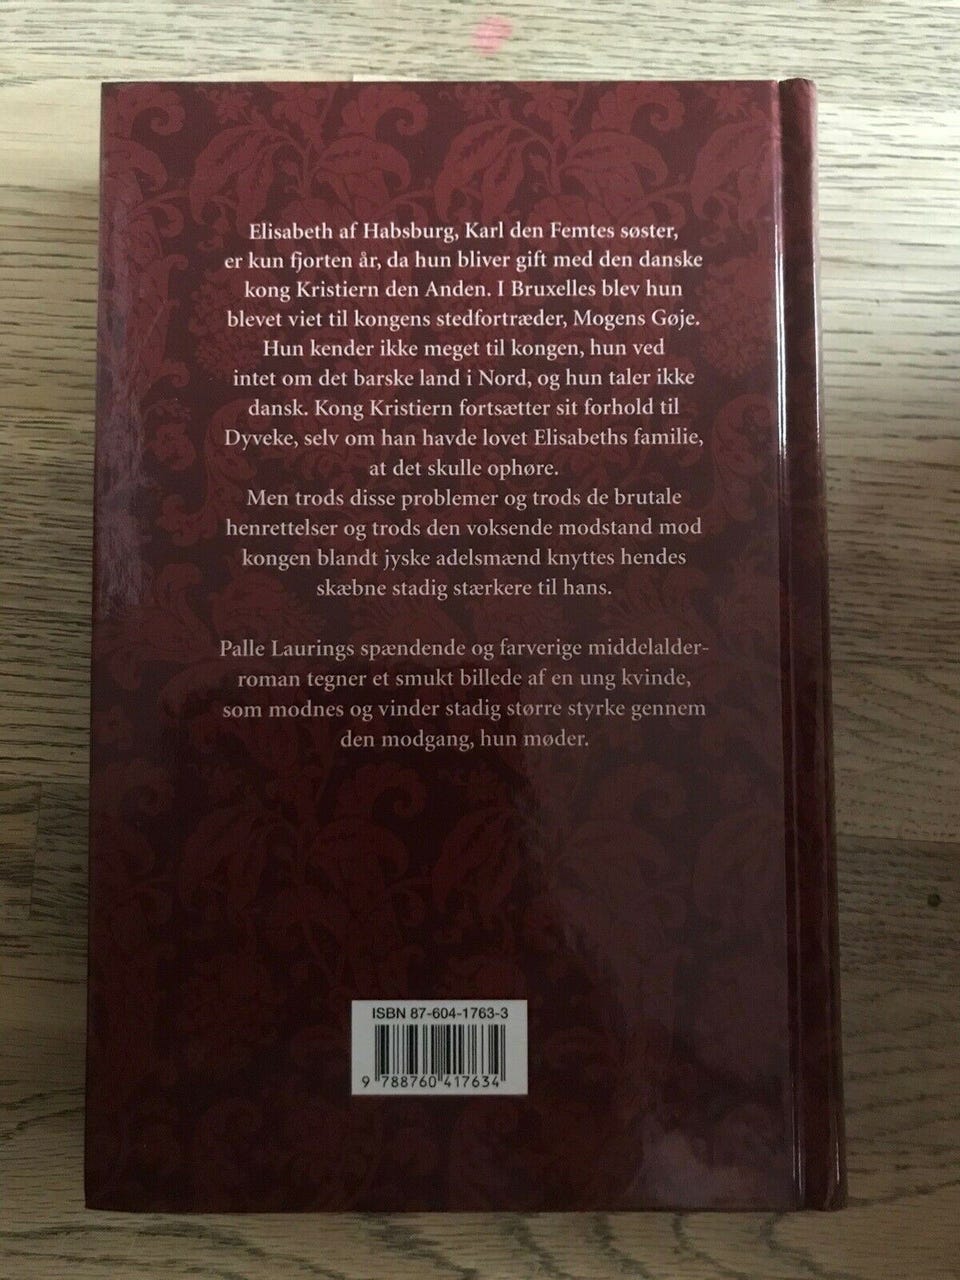 Elisabeth af Habsburg, Karl den Femtes søster,
er kun fjorten år, da hun bliver gift med den danske
kong Kristiern den Anden. I Bruxelles blev hun
blevet viet til kongens stedfortræder, Mogens Gøje.
Hun kender ikke meget til kongen, hun ved
intet om det barske land i Nord, og hun taler ikke
dansk. Kong Kristiern fortsætter sit forhold til
Dyveke, selv om han havde lovet Elisabeths familie,
at det skulle ophøre.
Men trods disse problemer og trods de brutale
henrettelser og trods den voksende modstand mod
kongen blandt jyske adelsmænd knyttes hendes
skæbne stadig stærkere til hans.
Palle Laurings spændende og farverige middelalder-
roman tegner et smukt billede af en ung kvinde,
som modnes og vinder stadig større styrke gennem
den modgang, hun møder.
ISBN 87-604-1763-3
9 788760 417634